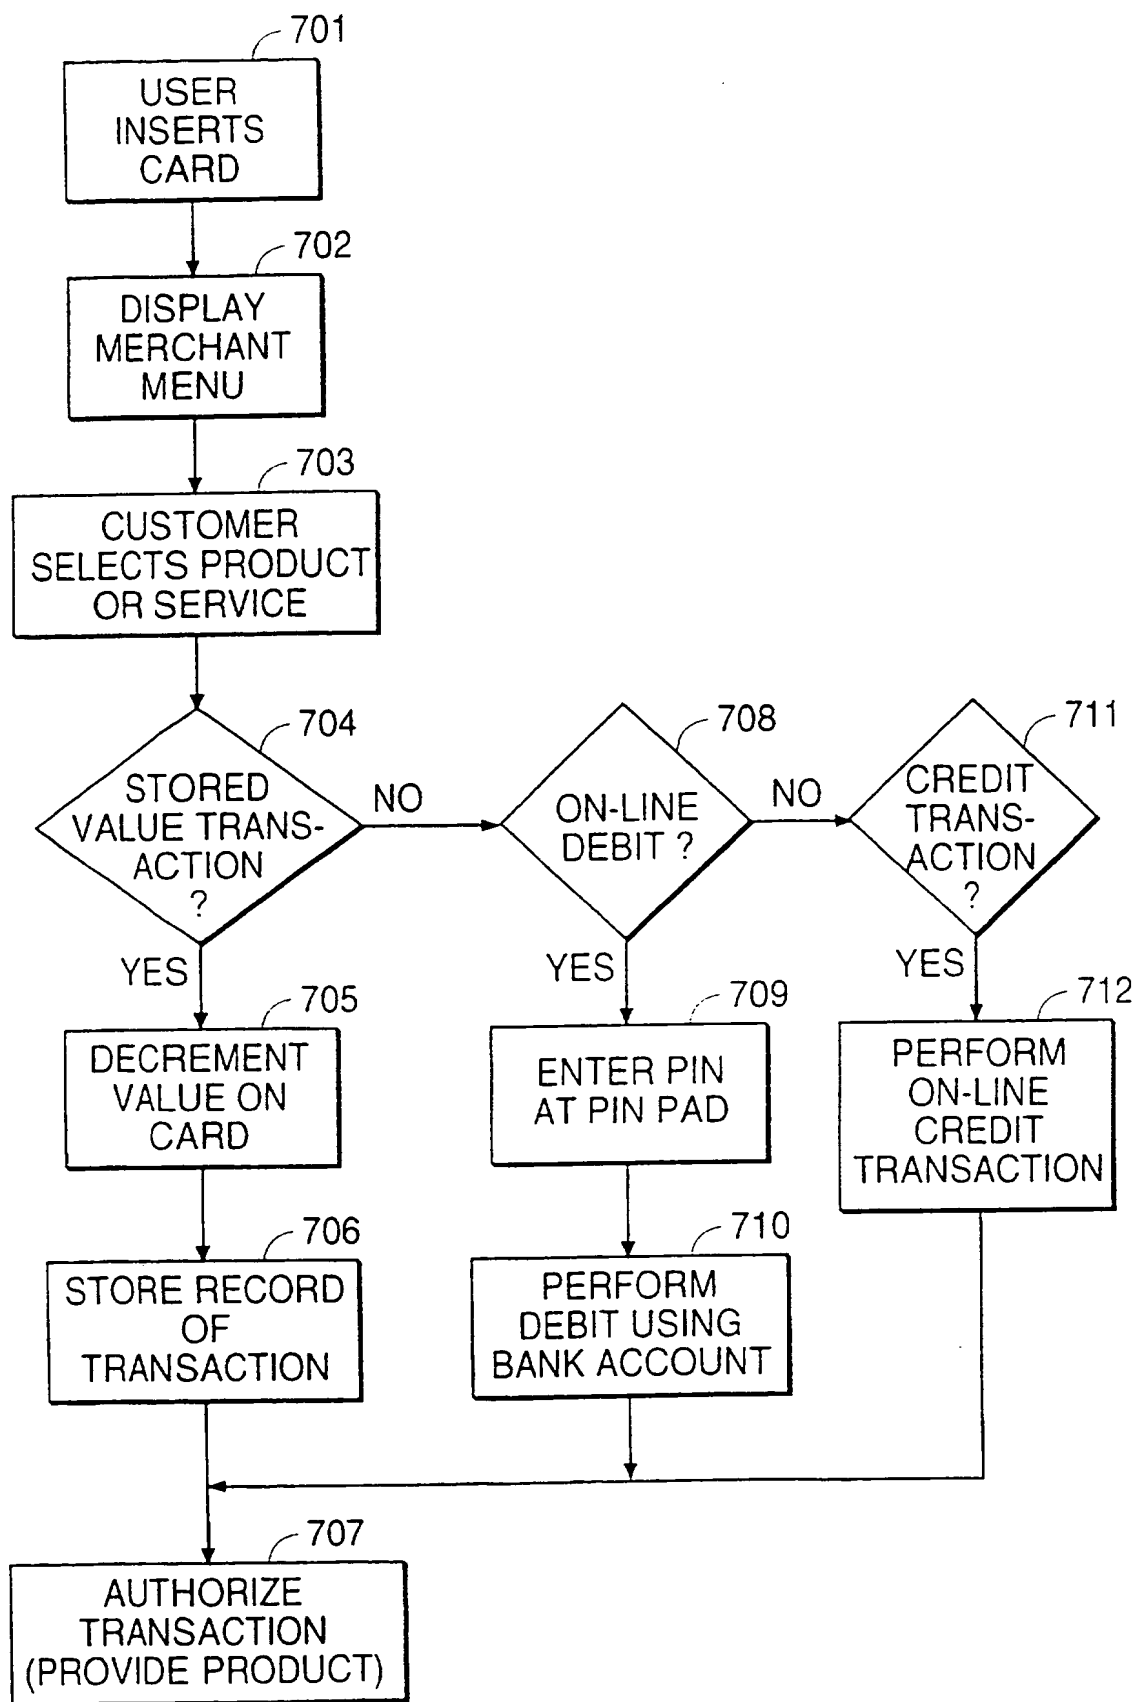 701
USER
INSERTS
CARD
702
DISPLAY
MERCHANT
MENU
703
CUSTOMER
SELECTS PRODUCT
OR SERVICE
704
STORED
VALUE TRANS-
ACTION
?
NO
708
ON-LINE
DEBIT ?
NO
711
CREDIT
TRANS-
ACTION
?
YES
705
DECREMENT
VALUE ON
CARD
706
STORE RECORD
OF
TRANSACTION
YES
709
ENTER PIN
AT PIN PAD
710
PERFORM
DEBIT USING
BANK ACCOUNT
YES
712
PERFORM
ON-LINE
CREDIT
TRANSACTION
707
AUTHORIZE
TRANSACTION
(PROVIDE PRODUCT)